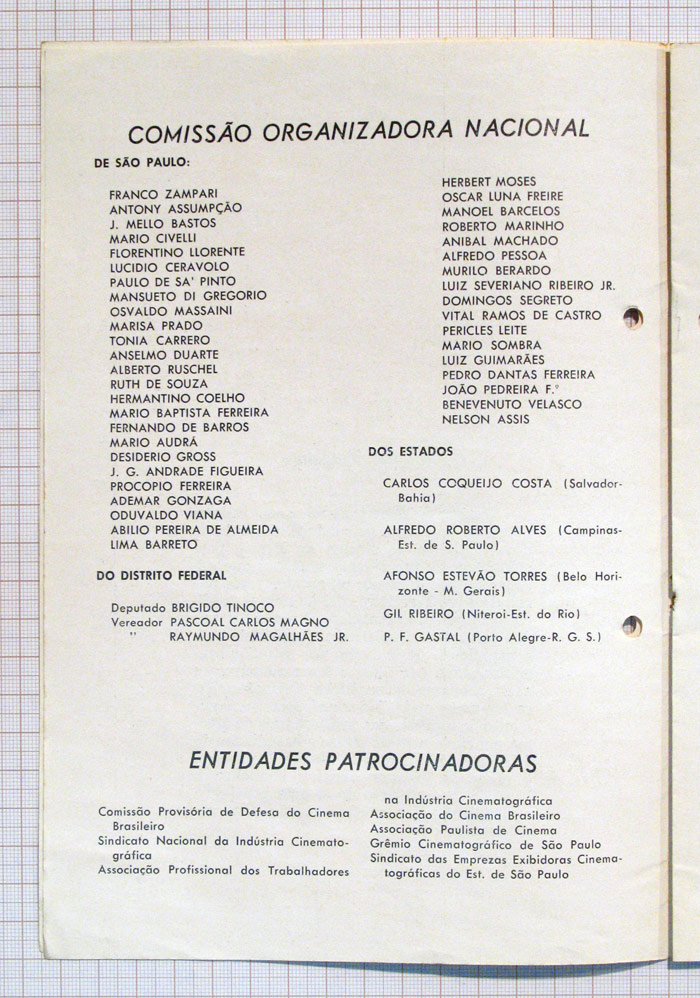 COMISSÃO ORGANIZADORA NACIONAL
DE SÃO PAULO:
FRANCO ZAMPARI
ANTONY ASSUMPÇÃO
J. MELLO BASTOS
MARIO CIVELLI
FLORENTINO LLORENTE
LUCIDIO CERAVOLO
PAULO DE SA' PINTO
MANSUETO DI GREGORIO
OSVALDO MASSAINI
MARISA PRADO
TONIA CARRERO
ANSELMO DUARTE
ALBERTO RUSCHEL
RUTH DE SOUZA
HERMANTINO COELHO
MARIO BAPTISTA FERREIRA
FERNANDO DE BARROS
MARIO AUDRÁ
DESIDERIO GROSS
J. G. ANDRADE FIGUEIRA
PROCOPIO FERREIRA
ADEMAR GONZAGA
ODUVALDO VIANA
ABILIO PEREIRA DE ALMEIDA
LIMA BARRETO
DO DISTRITO FEDERAL
Deputado BRIGIDO TINOCO
Vereador PASCOAL CARLOS MAGNO
" RAYMUNDO MAGALHÃES JR.
HERBERT MOSES
OSCAR LUNA FREIRE
MANOEL BARCELOS
ROBERTO MARINHO
ANIBAL MACHADO
ALFREDO PESSOA
MURILO BERARDO
LUIZ SEVERIANO RIBEIRO JR.
DOMINGOS SEGRETO
VITAL RAMOS DE CASTRO
PERICLES LEITE
MARIO SOMBRA
LUIZ GUIMARÃES
PEDRO DANTAS FERREIRA
JOÃO PEDREIRA F.º
BENEVENUTO VELASCO
NELSON ASSIS
DOS ESTADOS
CARLOS COQUEIJO COSTA (Salvador-
Bahia)
ALFREDO ROBERTO ALVES (Campinas-
Est. de S. Paulo)
AFONSO ESTEVÃO TORRES (Belo Hori-
zonte - M. Gerais)
GIL RIBEIRO (Niteroi-Est. do Rio)
P. F. GASTAL (Porto Alegre-R. G. S.)
ENTIDADES PATROCINADORAS
Comissão Provisória de Defesa do Cinema
Brasileiro
Sindicato Nacional da Indústria Cinemato-
gráfica
Associação Profissional dos Trabalhadores
na Indústria Cinematográfica
Associação do Cinema Brasileiro
Associação Paulista de Cinema
Grêmio Cinematográfico de São Paulo
Sindicato das Emprezas Exibidoras Cinema-
tográficas do Est. de São Paulo